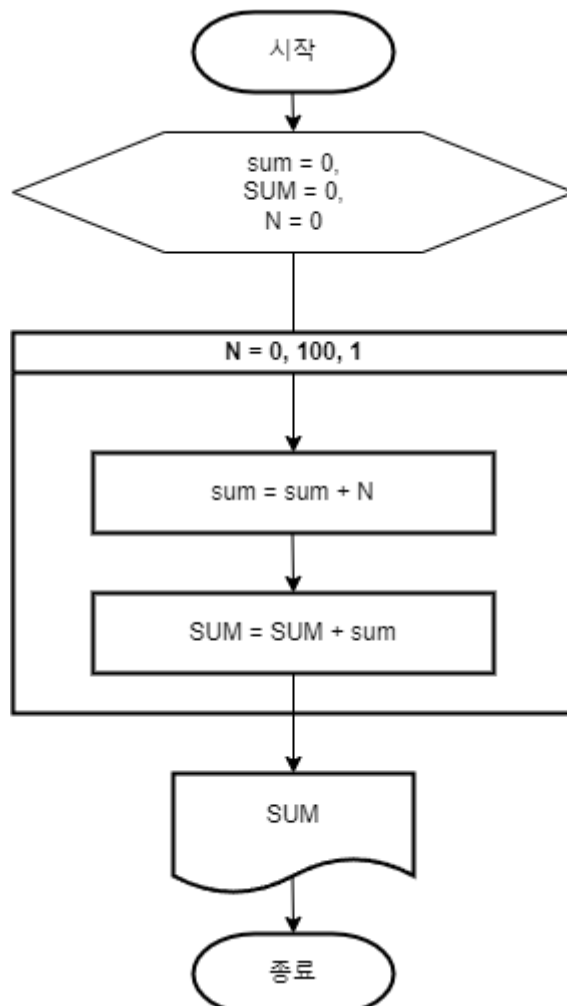 시작
sum = 0,
SUM = 0,
N = 0
N = 0, 100, 1
sum = sum + N
SUM = SUM + sum
SUM
종료